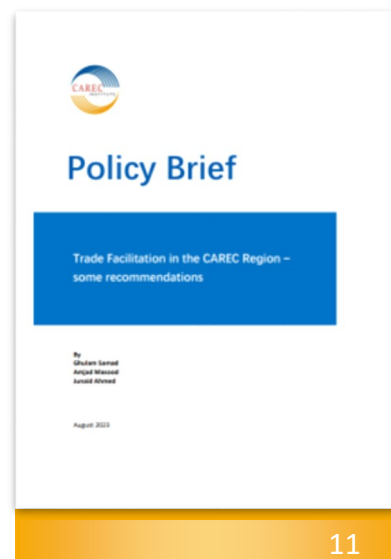 CAREC
INSTITUTE
Policy Brief
Trade Facilitation in the CAREC Region –
some recommendations
By
Ghulam Samad
Amjad Masood
Junaid Ahmed
August 2023
11